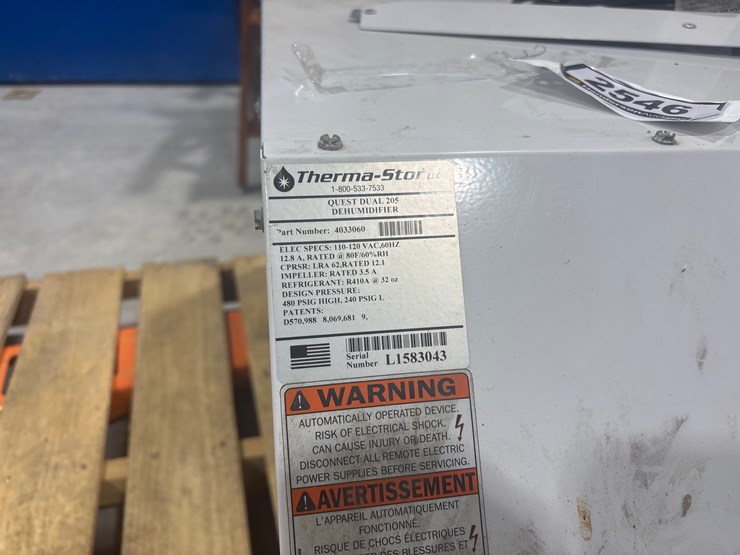 2546
Therma-Stor LLC
1-800-533-7533
QUEST DUAL 205
DEHUMIDIFIER
Part Number: 4033060
ELEC SPECS: 110-120 VAC,60HZ
12.8 A, RATED @ 80F/60%RH
CPRSR: LRA 62,RATED 12.1
IMPELLER: RATED 3.5 A
REFRIGERANT: R410A @ 32 oz
DESIGN PRESSURE:
480 PSIG HIGH, 240 PSIG L
PATENTS:
D570,988 8,069,681 9,
Serial
Number L1583043
WARNING
AUTOMATICALLY OPERATED DEVICE.
RISK OF ELECTRICAL SHOCK.
CAN CAUSE INJURY OR DEATH.
DISCONNECT ALL REMOTE ELECTRIC
POWER SUPPLIES BEFORE SERVICING.
AVERTISSEMENT
L'APPAREIL AUTOMATIQUEMENT
FONCTIONNÉ.
RISQUE DE CHOCS ÉLECTRIQUES
DES BLESSURES ET